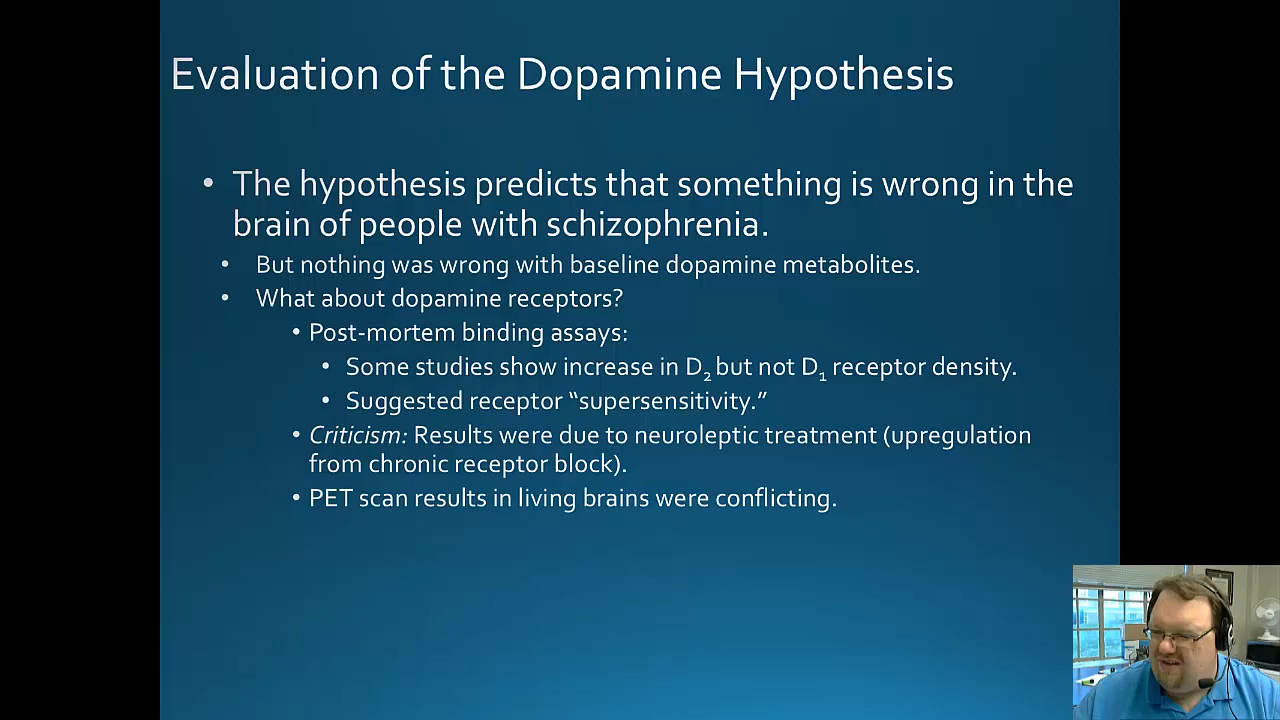 Evaluation of the Dopamine Hypothesis
• The hypothesis predicts that something is wrong in the
brain of people with schizophrenia.
• But nothing was wrong with baseline dopamine metabolites.
• What about dopamine receptors?
• Post-mortem binding assays:
• Some studies show increase in D₂ but not D₁ receptor density.
• Suggested receptor “supersensitivity.”
• Criticism: Results were due to neuroleptic treatment (upregulation
from chronic receptor block).
• PET scan results in living brains were conflicting.